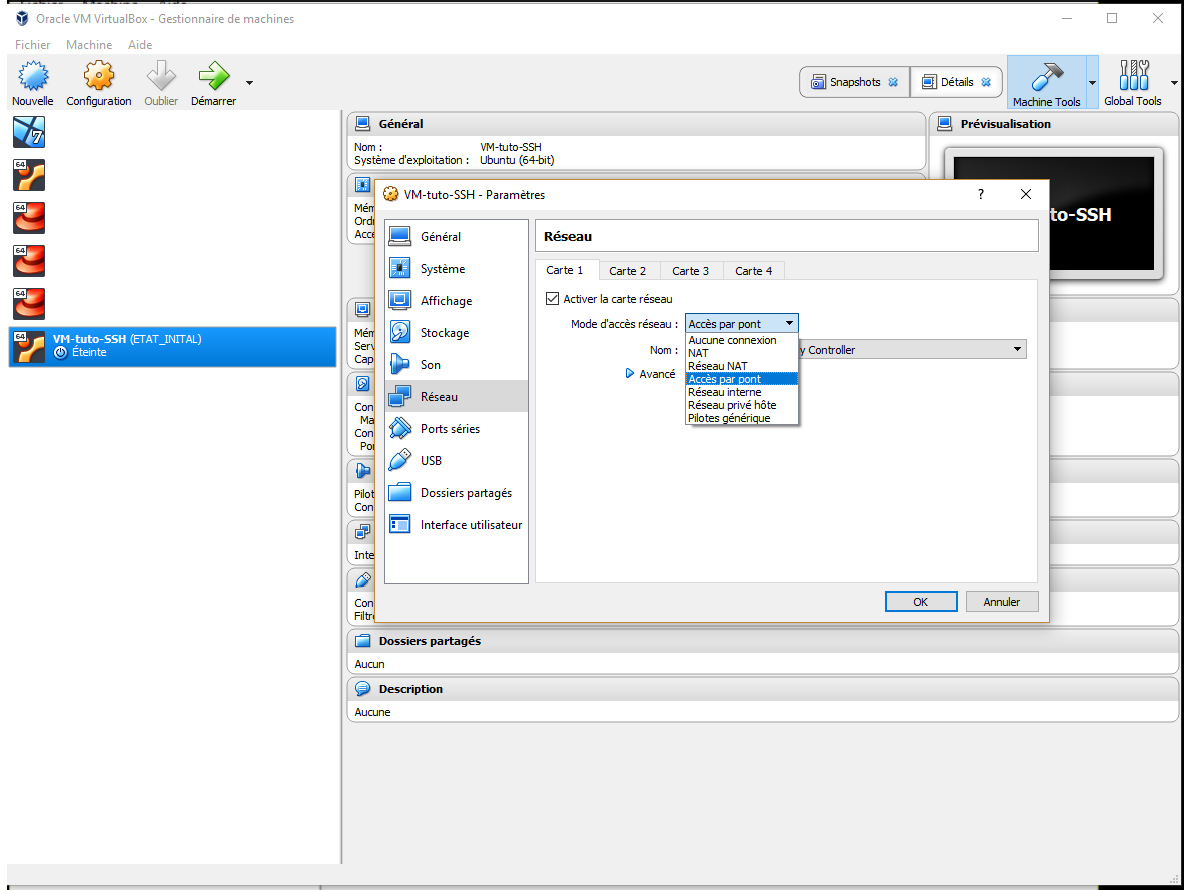 Oracle VM VirtualBox - Gestionnaire de machines
Fichier Machine Aide
Nouvelle Configuration Oublier Démarrer
Snapshots Détails Machine Tools Global Tools
7
64
64
64
64
64 VM-tuto-SSH (ETAT_INITAL)
Éteinte
Général
Nom : VM-tuto-SSH
Système d'exploitation : Ubuntu (64-bit)
Prévisualisation
to-SSH
Mém
Ordr
Acce
Mém
Serv
Cap
Con
Ma
Con
Por
Pilot
Con
Inte
Con
Filtre
VM-tuto-SSH - Paramètres ?
Général
Système
Affichage
Stockage
Son
Réseau
Ports séries
USB
Dossiers partagés
Interface utilisateur
Réseau
Carte 1 Carte 2 Carte 3 Carte 4
Activer la carte réseau
Mode d'accès réseau : Accès par pont
Aucune connexion
NAT
Réseau NAT
Accès par pont
Réseau interne
Réseau privé hôte
Pilotes générique
Nom : y Controller
Avancé
OK Annuler
Dossiers partagés
Aucun
Description
Aucune